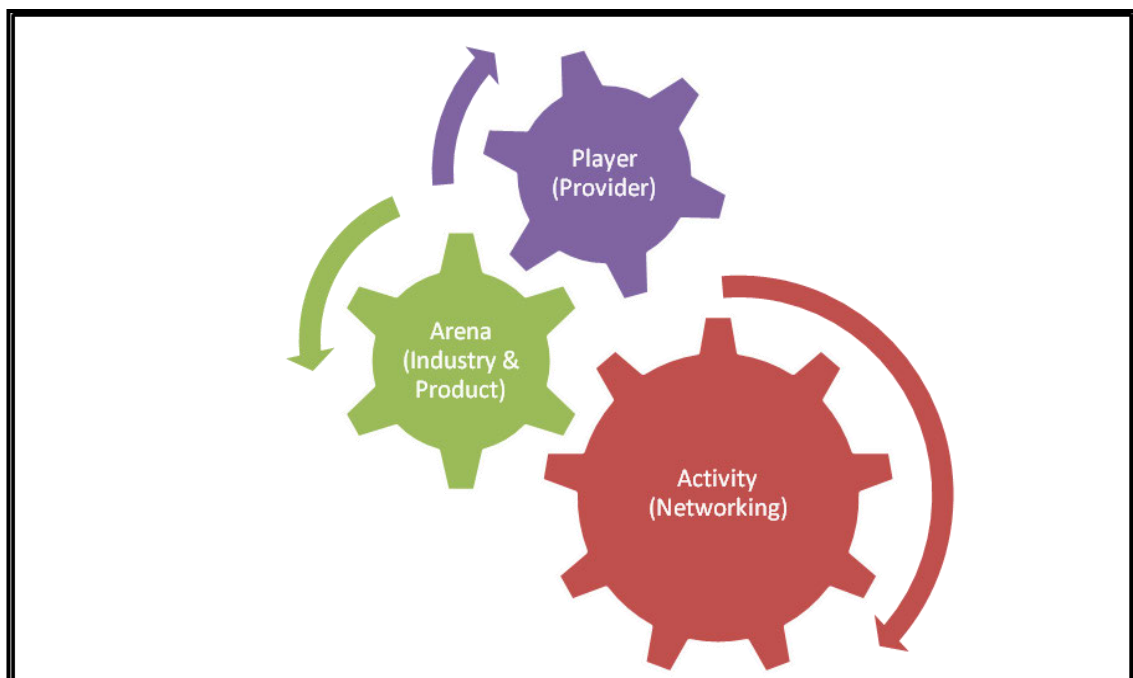 Player
(Provider)
Arena
(Industry &
Product)
Activity
(Networking)